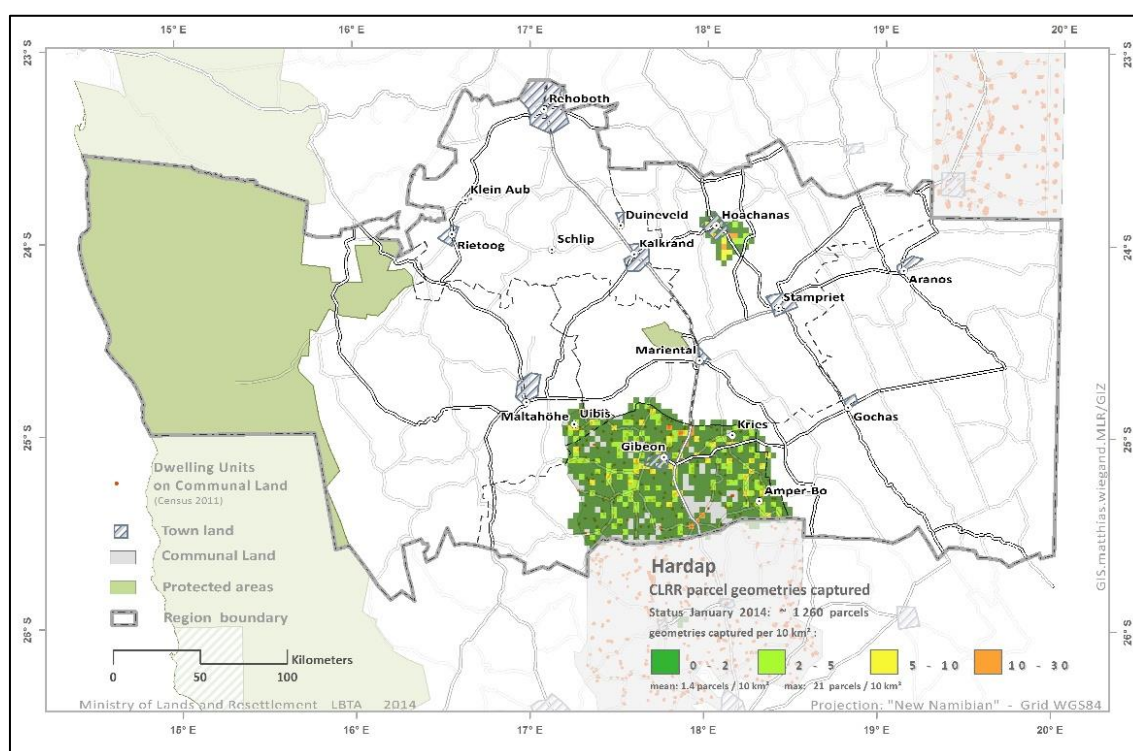 15° E 16° E 17° E 18° E 19° E 20° E
23° S 23° S
Rehoboth
Klein Aub
Duineveld Hoachanas
Schlip
24° S Rietoog Kalkrand 24° S
Aranos
Stampriet
Mariental
Maltahöhe Uibis Gochas
Kries
25° S 25° S
Gibeon
Amper-Bo
Dwelling Units
on Communal Land
(Census 2011)
Town land
Communal Land
Protected areas
Region boundary
Kilometers
0 50 100
Hardap
CLRR parcel geometries captured
Status January 2014: ~ 1 260 parcels
geometries captured per 10 km² :
0 - 2 2 - 5 5 - 10 10 - 30
mean: 1.4 parcels / 10 km² max: 21 parcels / 10 km²
26° S 26° S
GIS.matthias.wiegand.MLR/GIZ
Ministry of Lands and Resettlement LBTA 2014 Projection: "New Namibian" - Grid WGS84
15° E 16° E 17° E 18° E 19° E 20° E